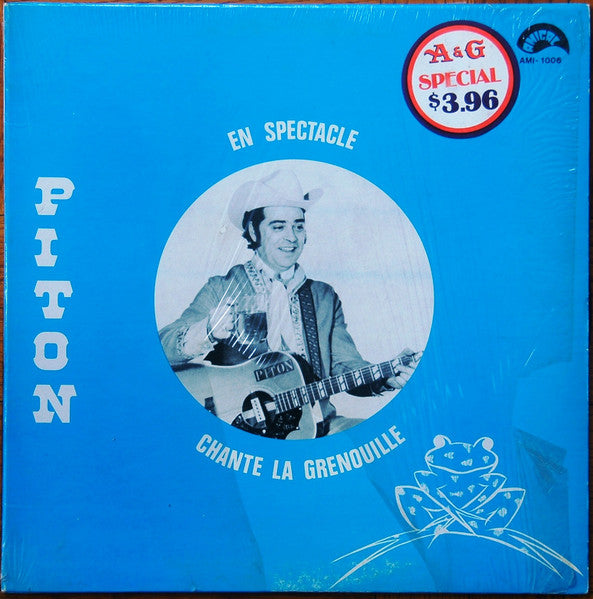 A & G
SPECIAL
$3.96
AMI-1006
EN SPECTACLE
PITON
PITON
CHANTE LA GRENOUILLE